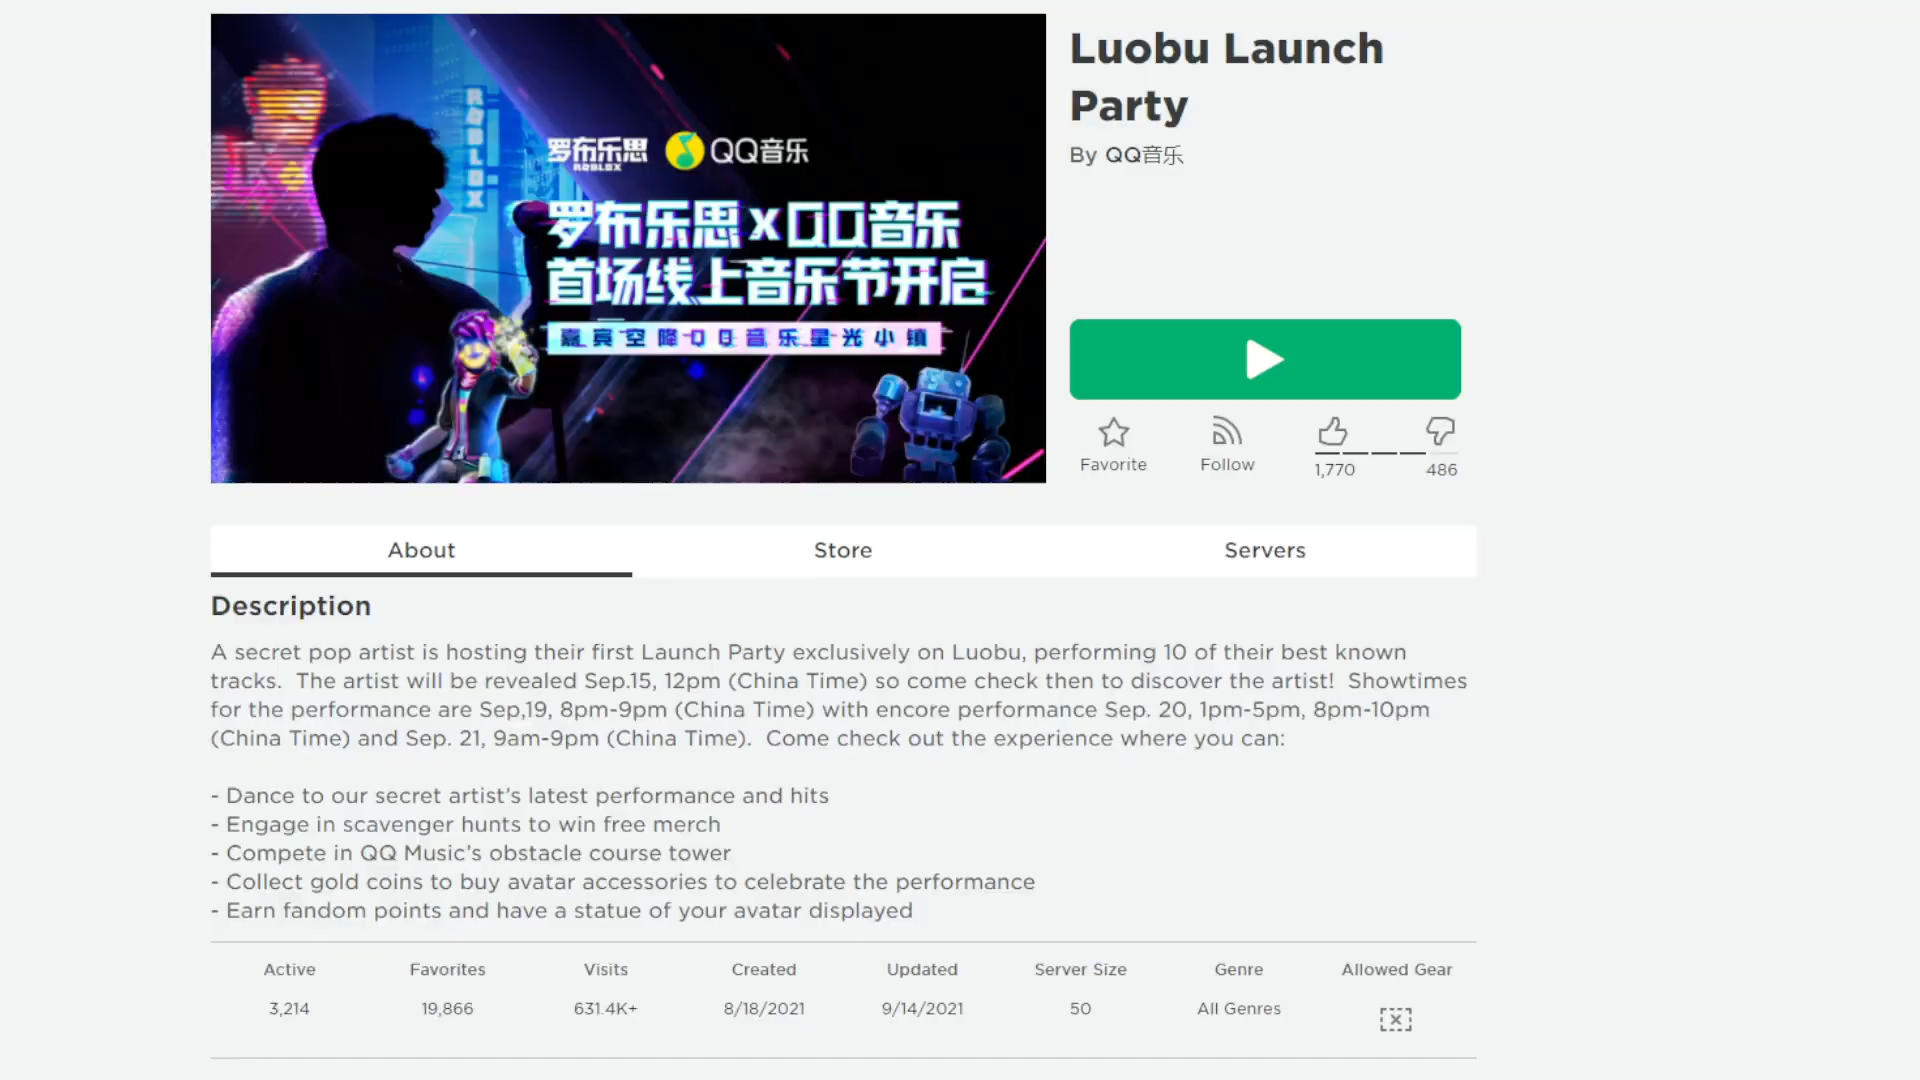 ROBLOX
罗布乐思
ROBLOX
QQ音乐
罗布乐思XQQ音乐
首场线上音乐节开启
嘉宾空降QQ音乐星光小镇
Luobu Launch
Party
By QQ音乐
Favorite
Follow
1,770
486
About
Store
Servers
Description
A secret pop artist is hosting their first Launch Party exclusively on Luobu, performing 10 of their best known
tracks.  The artist will be revealed Sep.15, 12pm (China Time) so come check then to discover the artist!  Showtimes
for the performance are Sep,19, 8pm-9pm (China Time) with encore performance Sep. 20, 1pm-5pm, 8pm-10pm
(China Time) and Sep. 21, 9am-9pm (China Time).  Come check out the experience where you can:
- Dance to our secret artist's latest performance and hits
- Engage in scavenger hunts to win free merch
- Compete in QQ Music's obstacle course tower
- Collect gold coins to buy avatar accessories to celebrate the performance
- Earn fandom points and have a statue of your avatar displayed
Active Favorites Visits Created Updated Server Size Genre Allowed Gear
3,214 19,866 631.4K+ 8/18/2021 9/14/2021 50 All Genres